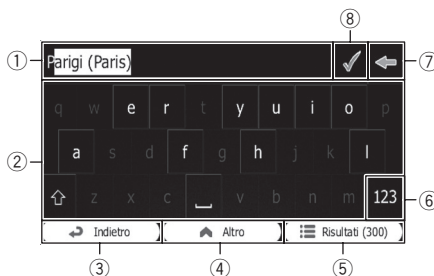 ⑧
① Parigi (Paris) ⑦
q w e r t y u i o p
② a s d f g h j k l
z x c v b n m 123 ⑥
Indietro Altro Risultati (300)
③ ④ ⑤